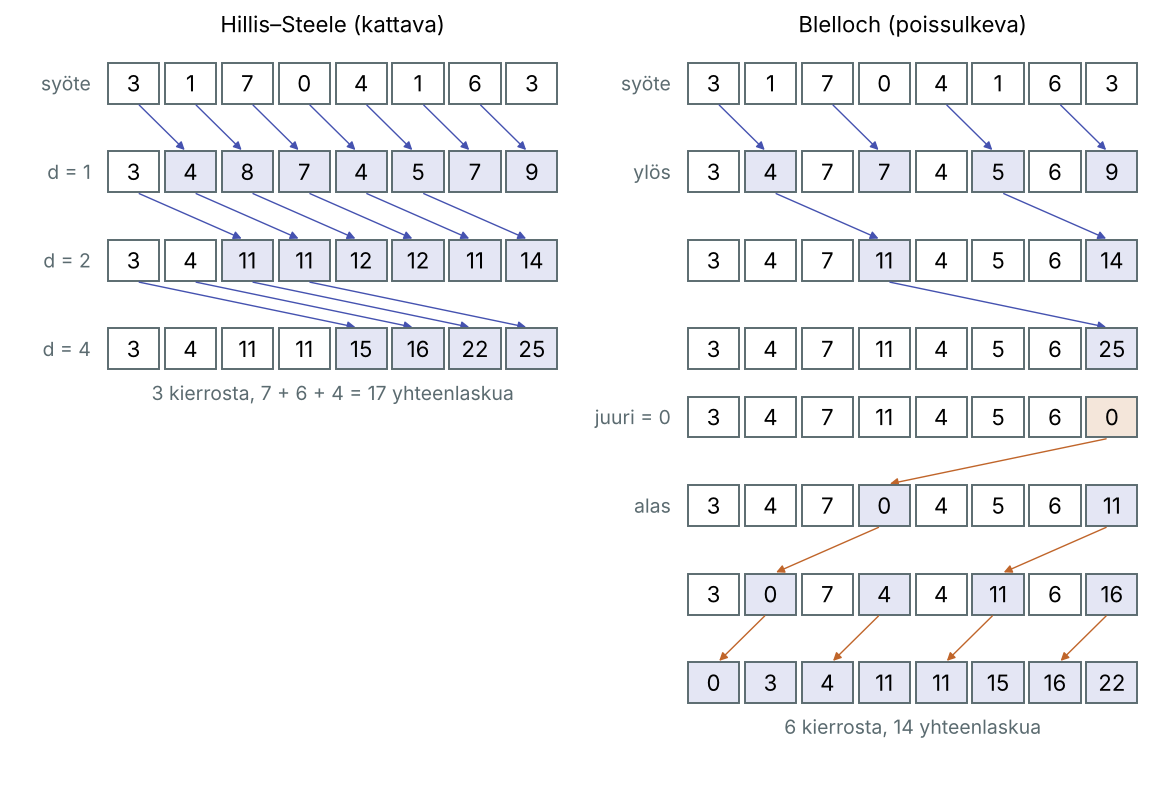 Hillis–Steele (kattava)
syöte 3 1 7 0 4 1 6 3
d = 1 3 4 8 7 4 5 7 9
d = 2 3 4 11 11 12 12 11 14
d = 4 3 4 11 11 15 16 22 25
3 kierrosta, 7 + 6 + 4 = 17 yhteenlaskua
Blelloch (poissulkeva)
syöte 3 1 7 0 4 1 6 3
ylös 3 4 7 7 4 5 6 9
3 4 7 11 4 5 6 14
3 4 7 11 4 5 6 25
juuri = 0 3 4 7 11 4 5 6 0
alas 3 4 7 0 4 5 6 11
3 0 7 4 4 11 6 16
0 3 4 11 11 15 16 22
6 kierrosta, 14 yhteenlaskua